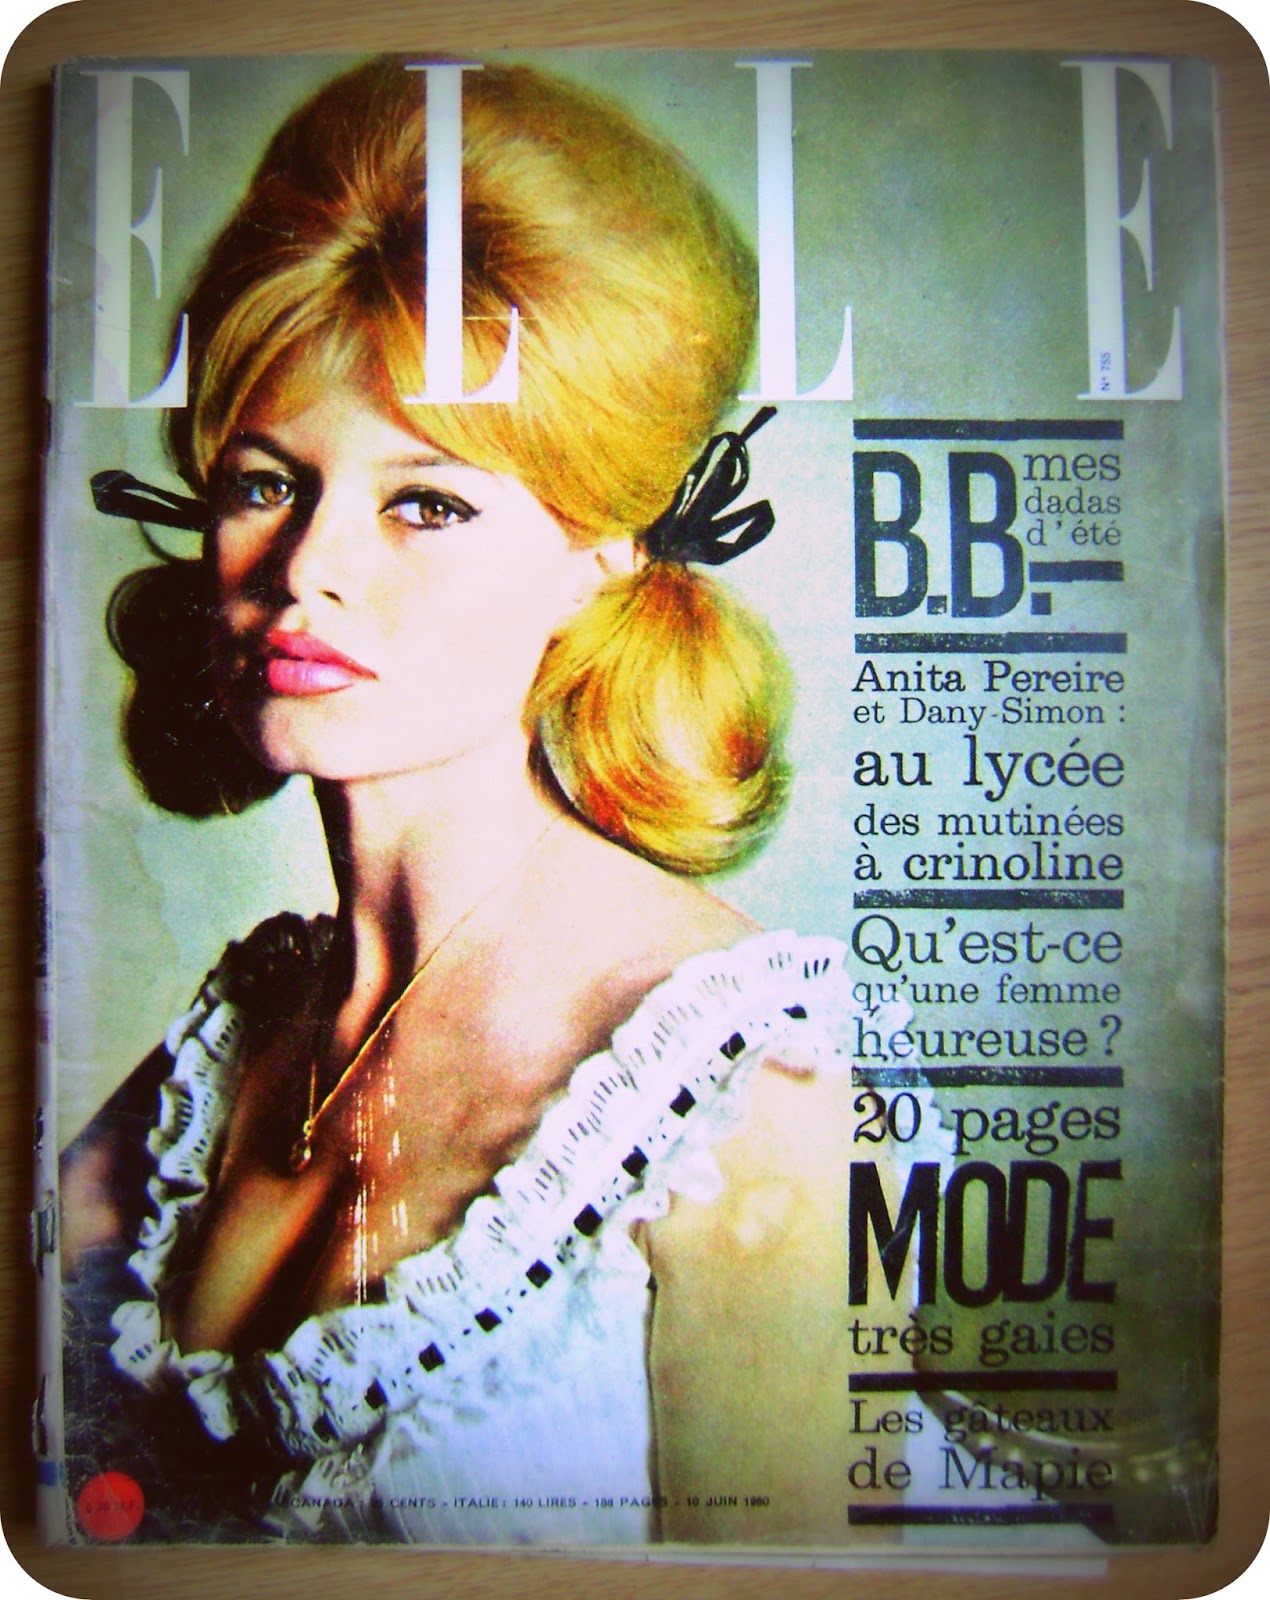 ELLE
N° 755
B.B.
mes
dadas
d'été
Anita Pereire
et Dany-Simon :
au lycée
des mutinées
à crinoline
Qu'est-ce
qu'une femme
heureuse ?
20 pages
MODE
très gaies
Les gâteaux
de Mapie
CANADA : CENTS - ITALIE : 140 LIRES - 188 PAGES - 10 JUIN 1960